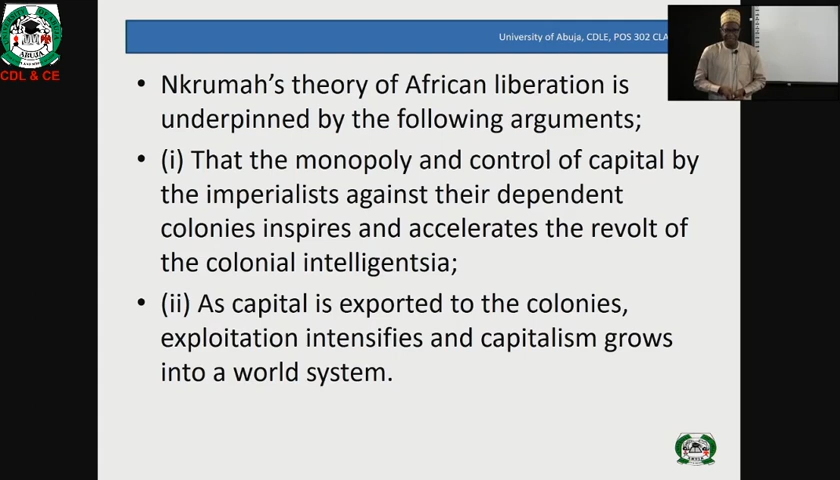 ABUJA
CDL & CE
University of Abuja, CDLE, POS 302 CLA
• Nkrumah’s theory of African liberation is
underpinned by the following arguments;
• (i) That the monopoly and control of capital by
the imperialists against their dependent
colonies inspires and accelerates the revolt of
the colonial intelligentsia;
• (ii) As capital is exported to the colonies,
exploitation intensifies and capitalism grows
into a world system.